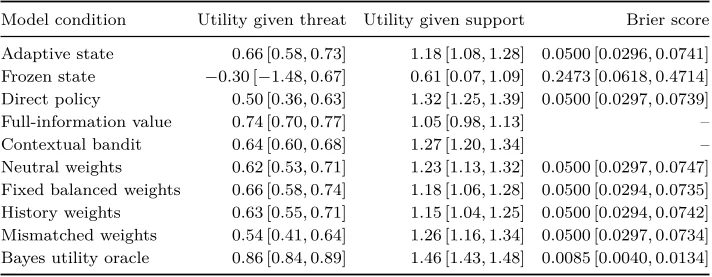 Model condition Utility given threat Utility given support Brier score
Adaptive state 0.66 [0.58, 0.73] 1.18 [1.08, 1.28] 0.0500 [0.0296, 0.0741]
Frozen state −0.30 [−1.48, 0.67] 0.61 [0.07, 1.09] 0.2473 [0.0618, 0.4714]
Direct policy 0.50 [0.36, 0.63] 1.32 [1.25, 1.39] 0.0500 [0.0297, 0.0739]
Full-information value 0.74 [0.70, 0.77] 1.05 [0.98, 1.13] –
Contextual bandit 0.64 [0.60, 0.68] 1.27 [1.20, 1.34] –
Neutral weights 0.62 [0.53, 0.71] 1.23 [1.13, 1.32] 0.0500 [0.0297, 0.0747]
Fixed balanced weights 0.66 [0.58, 0.74] 1.18 [1.06, 1.28] 0.0500 [0.0294, 0.0735]
History weights 0.63 [0.55, 0.71] 1.15 [1.04, 1.25] 0.0500 [0.0294, 0.0742]
Mismatched weights 0.54 [0.41, 0.64] 1.26 [1.16, 1.34] 0.0500 [0.0297, 0.0734]
Bayes utility oracle 0.86 [0.84, 0.89] 1.46 [1.43, 1.48] 0.0085 [0.0040, 0.0134]